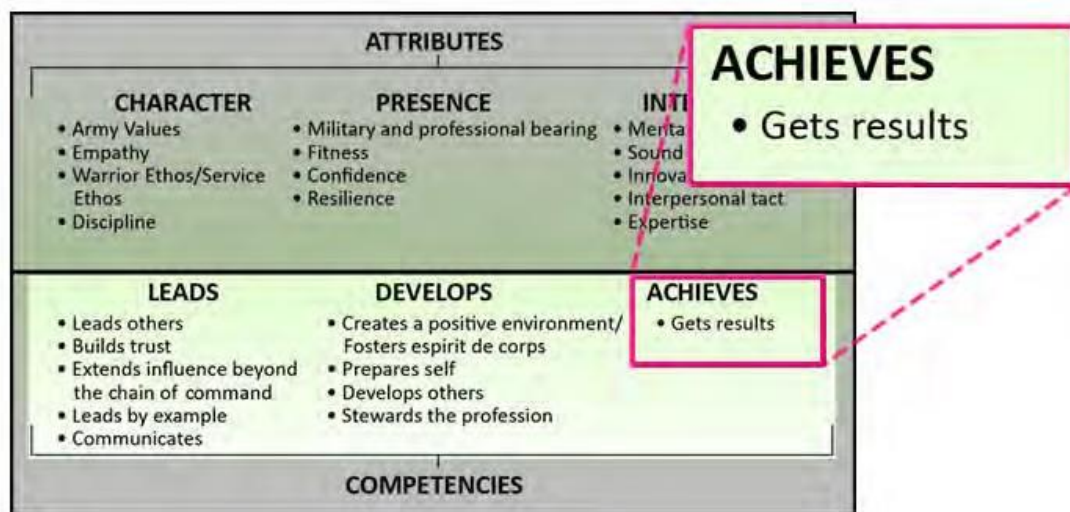 ATTRIBUTES
CHARACTER
• Army Values
• Empathy
• Warrior Ethos/Service
Ethos
• Discipline
PRESENCE
• Military and professional bearing
• Fitness
• Confidence
• Resilience
• Sound
• Interpersonal tact
• Expertise
ACHIEVES
• Gets results
LEADS
• Leads others
• Builds trust
• Extends influence beyond
the chain of command
• Leads by example
• Communicates
DEVELOPS
• Creates a positive environment/
Fosters espirit de corps
• Prepares self
• Develops others
• Stewards the profession
ACHIEVES
• Gets results
COMPETENCIES